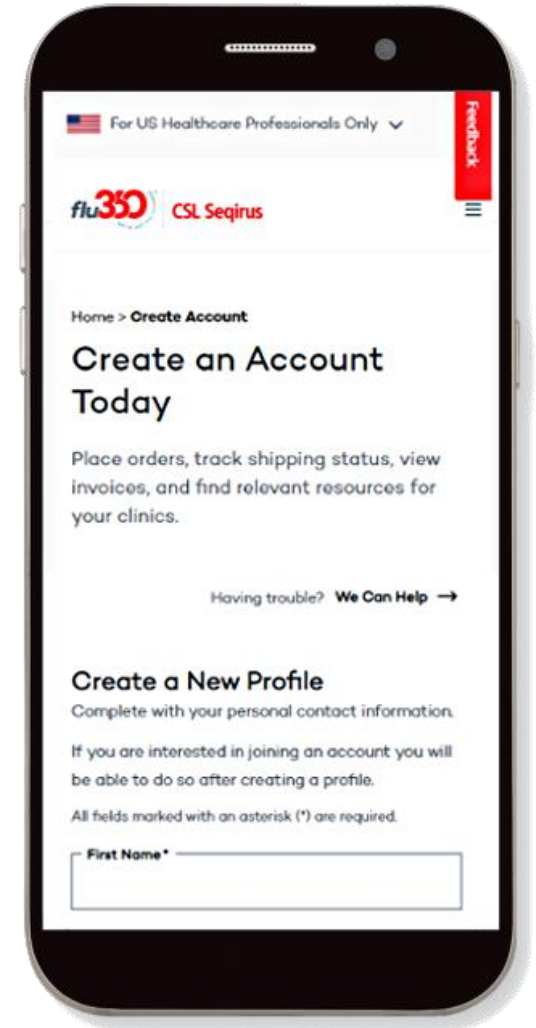 For US Healthcare Professionals Only
Feedback
flu360 CSL Seqirus
Home > Create Account
Create an Account
Today
Place orders, track shipping status, view
invoices, and find relevant resources for
your clinics.
Having trouble? We Can Help →
Create a New Profile
Complete with your personal contact information.
If you are interested in joining an account you will
be able to do so after creating a profile.
All fields marked with an asterisk (*) are required.
First Name*